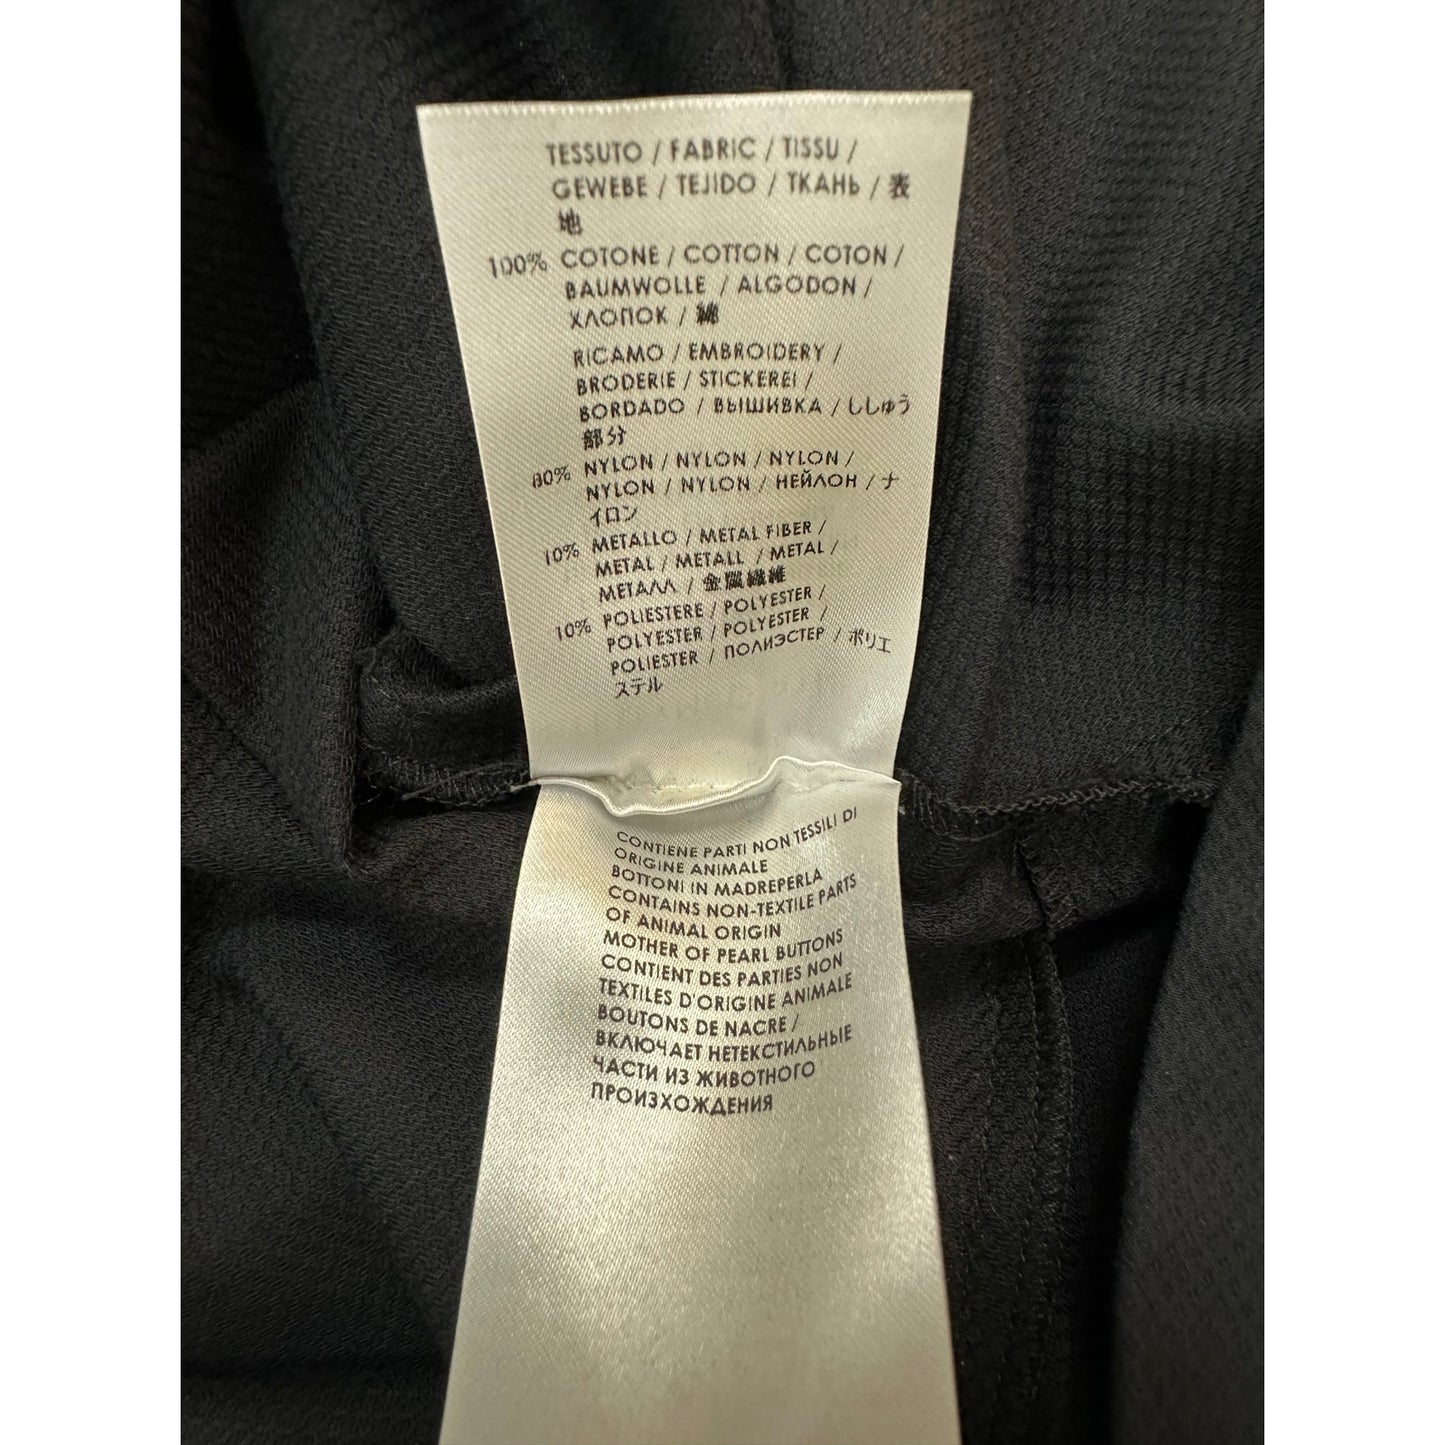 TESSUTO / FABRIC / TISSU /
GEWEBE / TEJIDO / ТКАНЬ / 表
地
100% COTONE / COTTON / COTON /
BAUMWOLLE / ALGODON /
ХЛОПОК / 綿
RICAMO / EMBROIDERY /
BRODERIE / STICKEREI /
BORDADO / ВЫШИВКА / ししゅう
部分
80% NYLON / NYLON / NYLON /
NYLON / NYLON / НЕЙЛОН / ナ
イロン
10% METALLO / METAL FIBER /
METAL / METALL / METAL /
МЕТАЛЛ / 金属繊維
10% POLIESTERE / POLYESTER /
POLYESTER / POLYESTER /
POLIESTER / ПОЛИЭСТЕР / ポリエ
ステル
CONTIENE PARTI NON TESSILI DI
ORIGINE ANIMALE
BOTTONI IN MADREPERLA
CONTAINS NON-TEXTILE PARTS
OF ANIMAL ORIGIN
MOTHER OF PEARL BUTTONS
CONTIENT DES PARTIES NON
TEXTILES D'ORIGINE ANIMALE
BOUTONS DE NACRE /
ВКЛЮЧАЕТ НЕТЕКСТИЛЬНЫЕ
ЧАСТИ ИЗ ЖИВОТНОГО
ПРОИЗХОЖДЕНИЯ